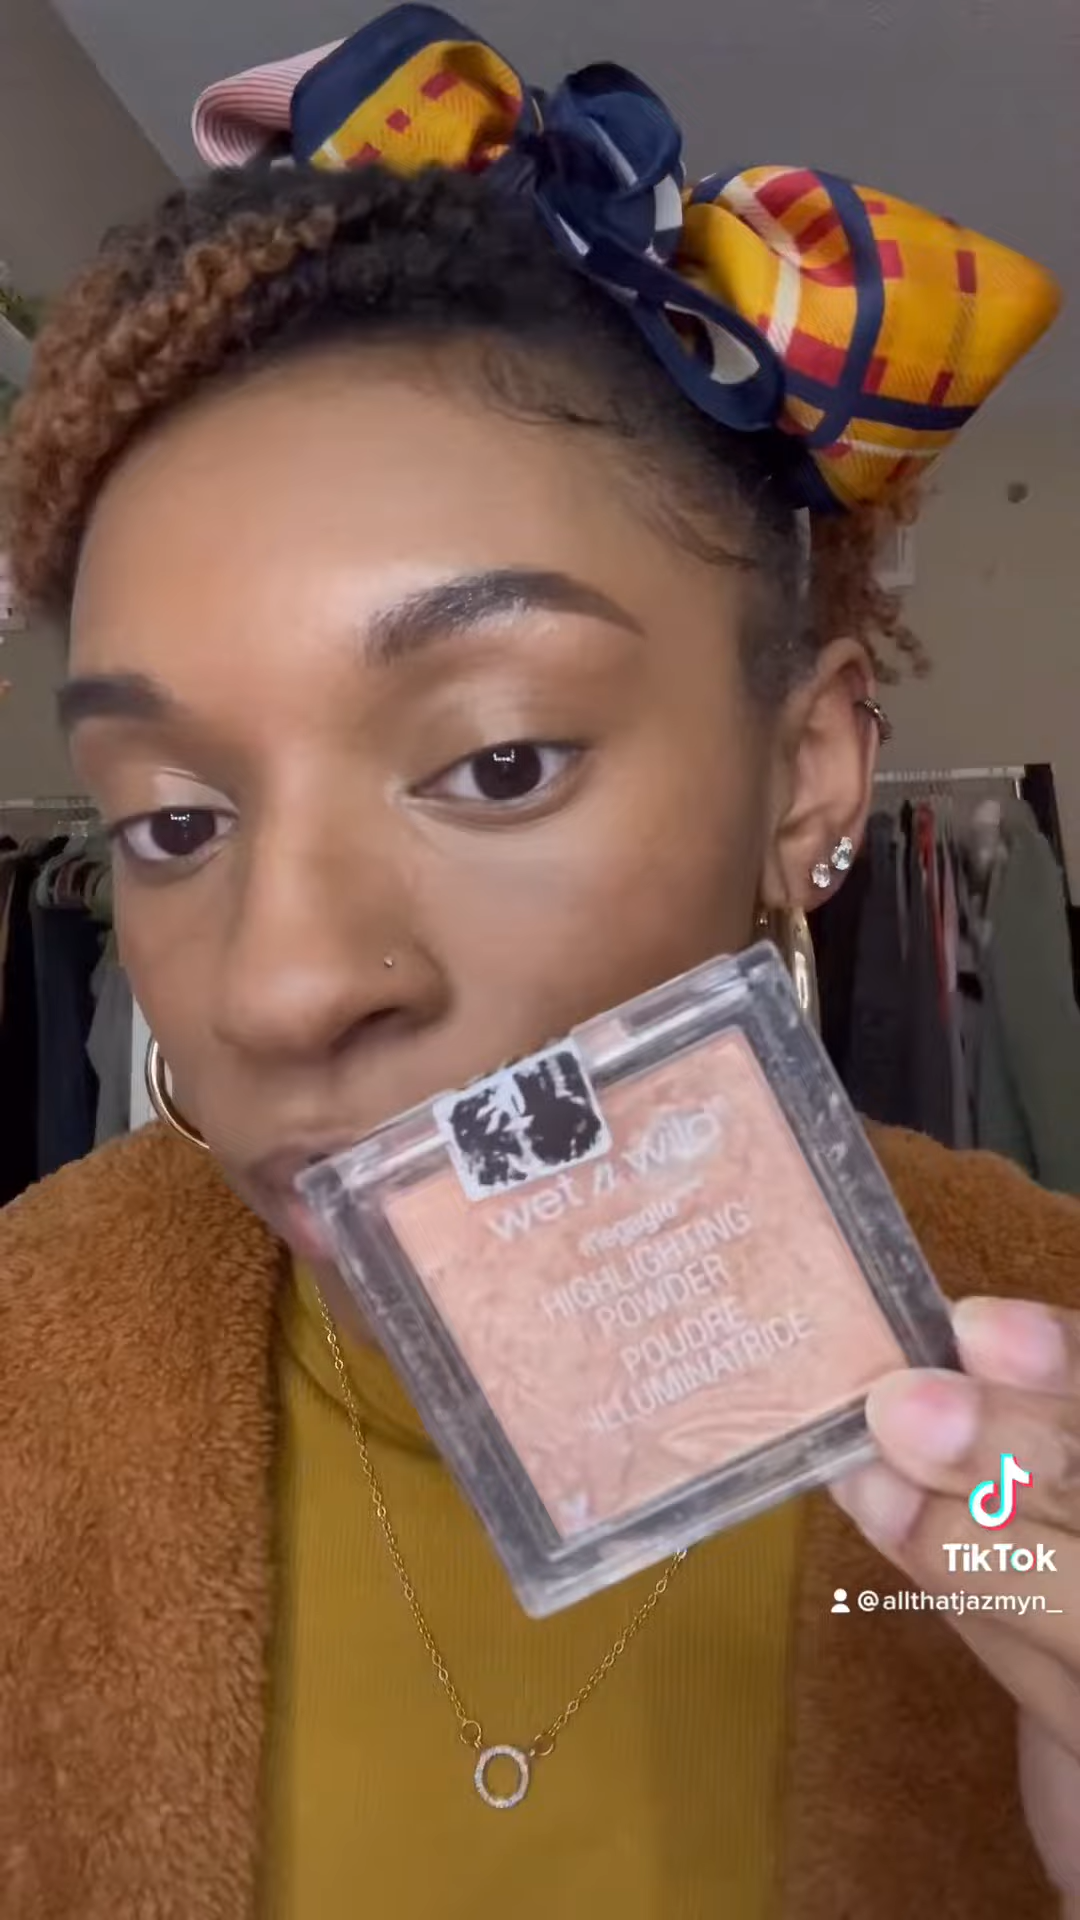 wet n wild
megaglo
HIGHLIGHTING
POWDER
POUDRE
ILLUMINATRICE
TikTok
@allthatjazmyn_